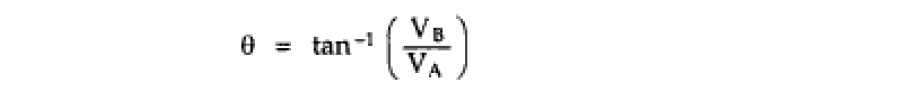 θ = tan⁻¹ (V_B / V_A)